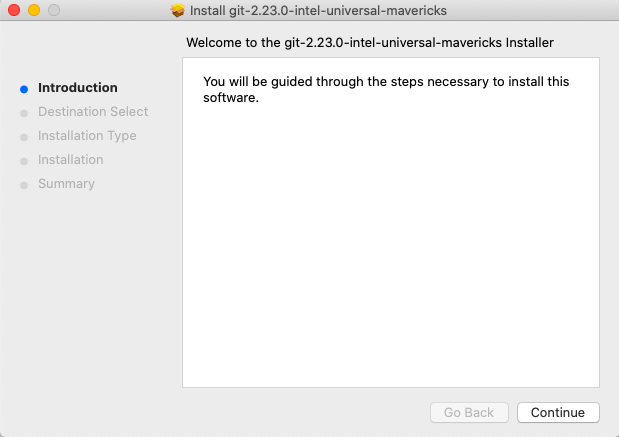 Install git-2.23.0-intel-universal-mavericks
Welcome to the git-2.23.0-intel-universal-mavericks Installer
Introduction
Destination Select
Installation Type
Installation
Summary
You will be guided through the steps necessary to install this
software.
Go Back
Continue